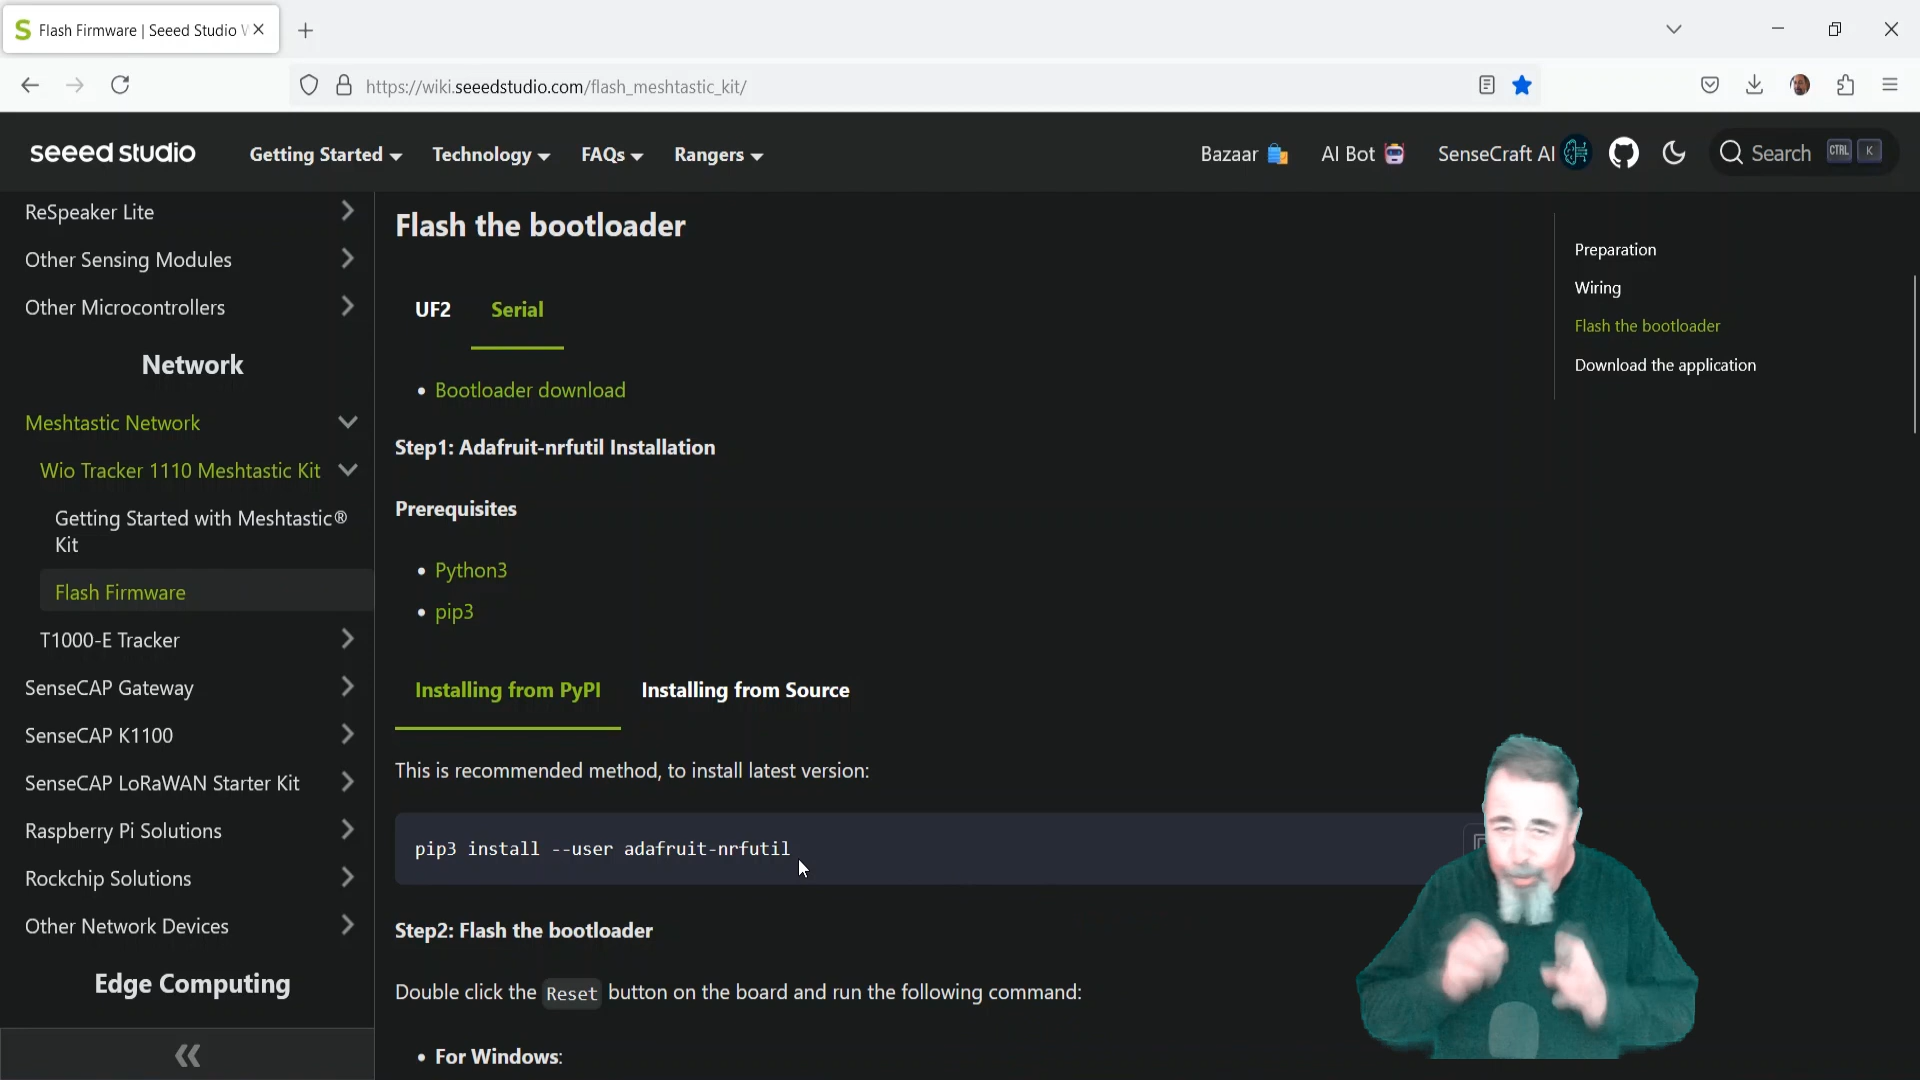 Flash Firmware | Seeed Studio W
https://wiki.seeedstudio.com/flash_meshtastic_kit/
seeed studio
Getting Started
Technology
FAQs
Rangers
Bazaar
AI Bot
SenseCraft AI
Search
CTRL
K
ReSpeaker Lite
Other Sensing Modules
Other Microcontrollers
Network
Meshtastic Network
Wio Tracker 1110 Meshtastic Kit
Getting Started with Meshtastic®
Kit
Flash Firmware
T1000-E Tracker
SenseCAP Gateway
SenseCAP K1100
SenseCAP LoRaWAN Starter Kit
Raspberry Pi Solutions
Rockchip Solutions
Other Network Devices
Edge Computing
Flash the bootloader
UF2
Serial
• Bootloader download
Step1: Adafruit-nrfutil Installation
Prerequisites
• Python3
• pip3
Installing from PyPI
Installing from Source
This is recommended method, to install latest version:
pip3 install --user adafruit-nrfutil
Step2: Flash the bootloader
Double click the Reset button on the board and run the following command:
• For Windows:
Preparation
Wiring
Flash the bootloader
Download the application